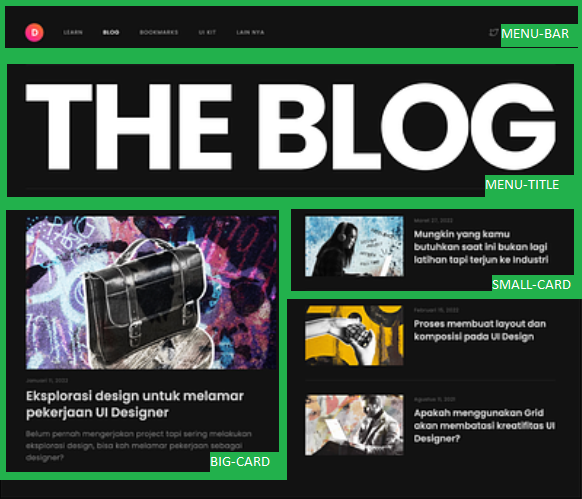 D
LEARN
BLOG
BOOKMARKS
UI KIT
LAIN NYA
MENU-BAR
THE BLOG
MENU-TITLE
Januari 11, 2022
Eksplorasi design untuk melamar
pekerjaan UI Designer
Belum pernah mengerjakan project tapi sering melakukan
eksplorasi design, bisa kah melamar pekerjaan sebagai
designer?
BIG-CARD
Maret 27, 2022
Mungkin yang kamu
butuhkan saat ini bukan lagi
latihan tapi terjun ke Industri
SMALL-CARD
Februari 15, 2022
Proses membuat layout dan
komposisi pada UI Design
Agustus 11, 2021
Apakah menggunakan Grid
akan membatasi kreatifitas UI
Designer?